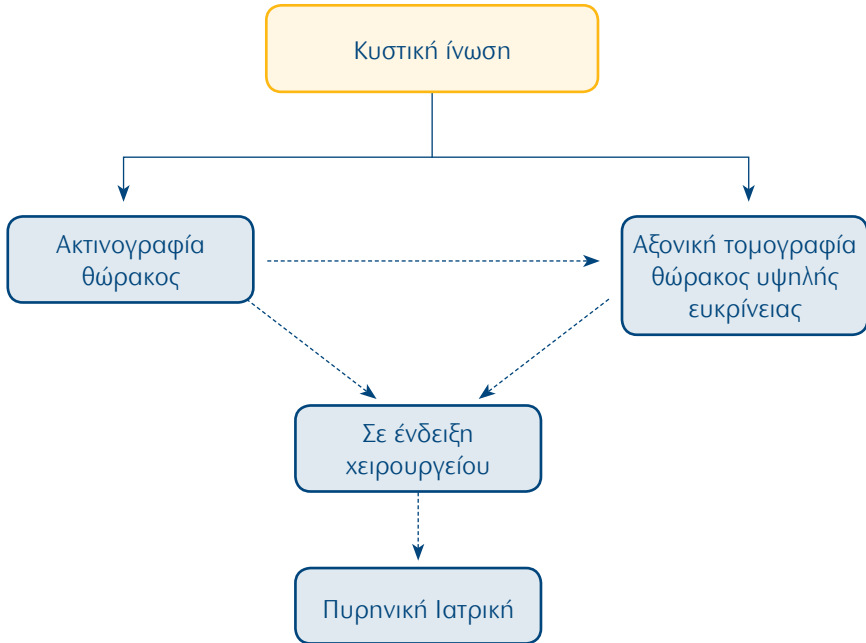 Κυστική ίνωση
Ακτινογραφία
θώρακος
Αξονική τομογραφία
θώρακος υψηλής
ευκρίνειας
Σε ένδειξη
χειρουργείου
Πυρηνική Ιατρική